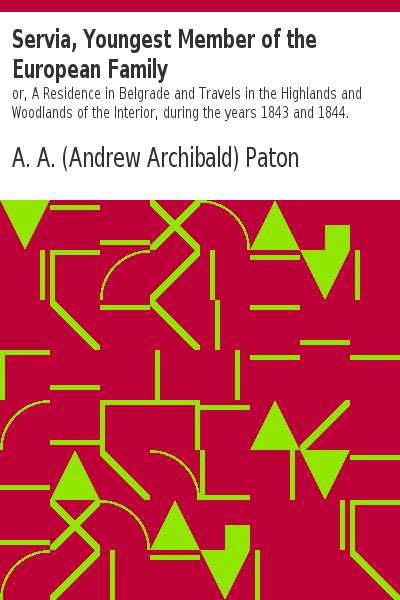 Servia, Youngest Member of the
European Family
or, A Residence in Belgrade and Travels in the Highlands and
Woodlands of the Interior, during the years 1843 and 1844.
A. A. (Andrew Archibald) Paton